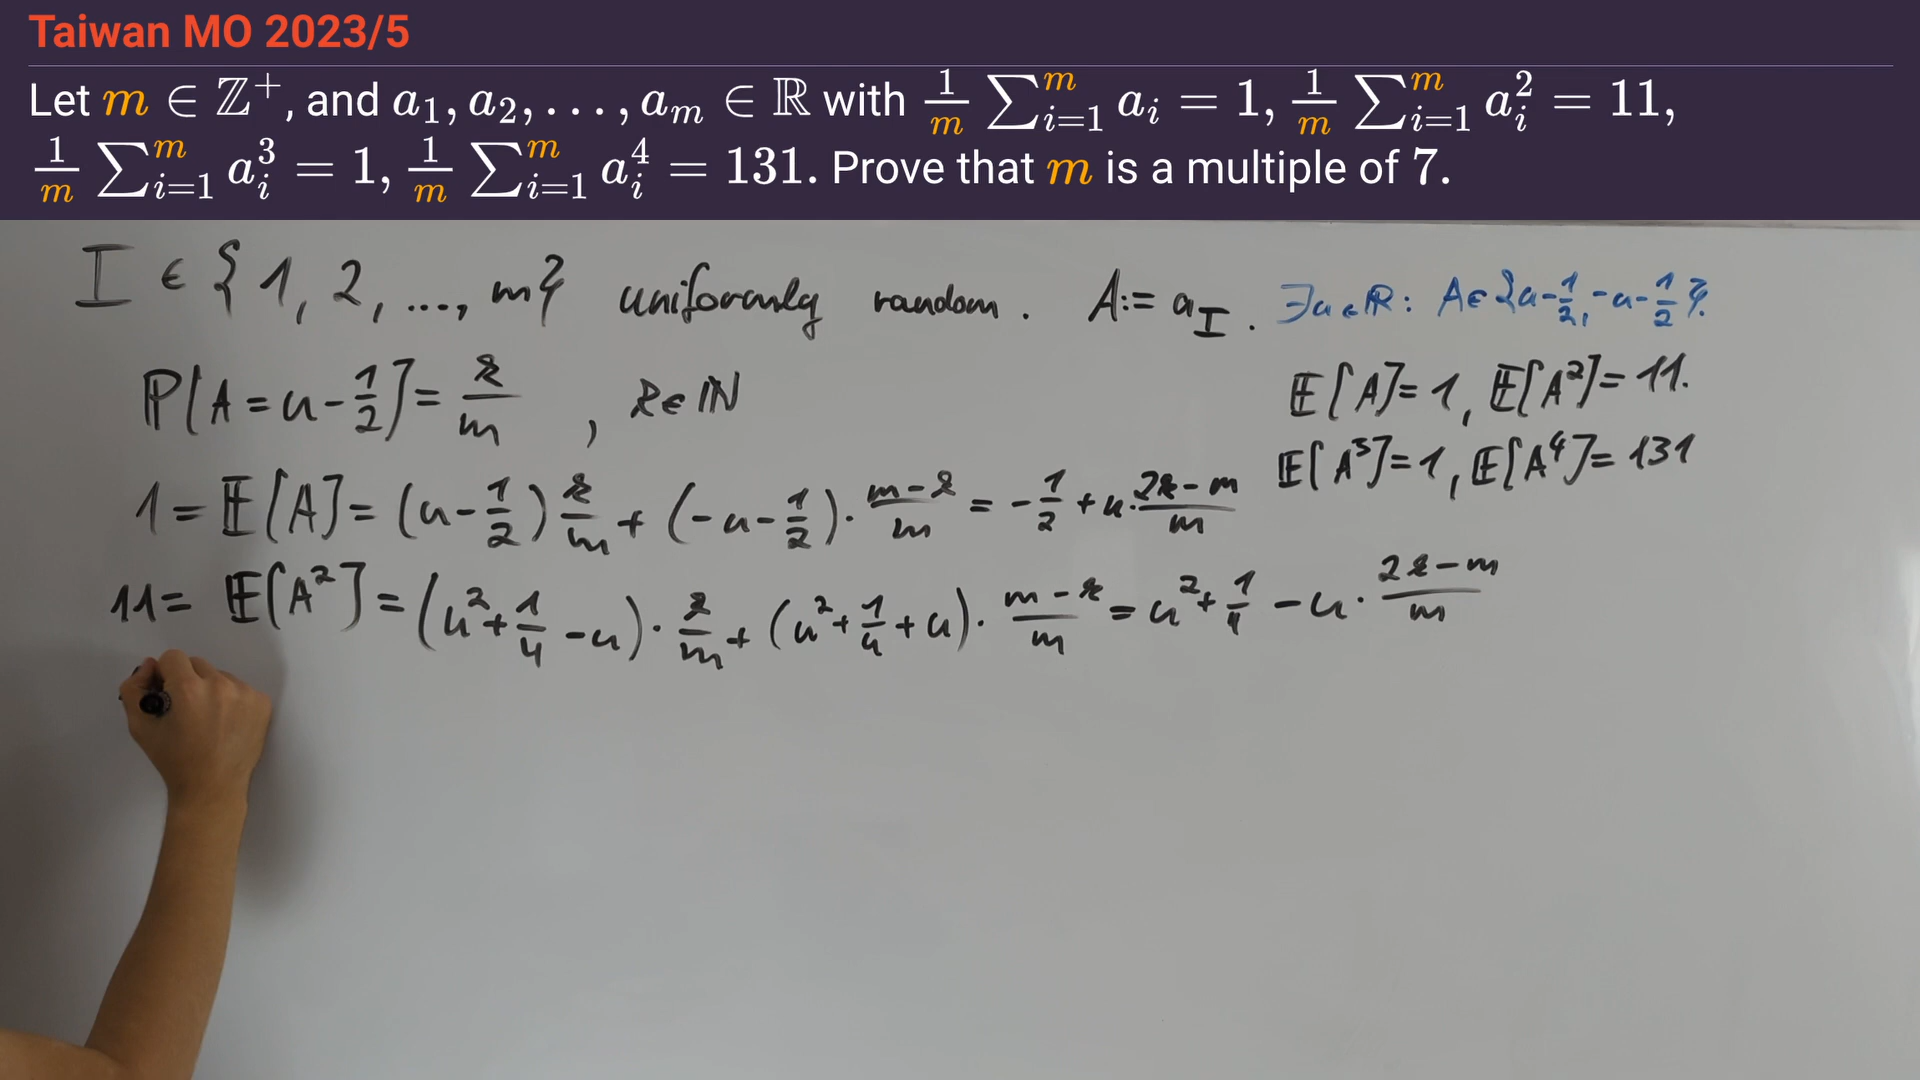 Taiwan MO 2023/5
Let m ∈ ℤ⁺, and a₁, a₂, …, aₘ ∈ ℝ with 1/m ∑ᵢ₌₁ᵐ aᵢ = 1, 1/m ∑ᵢ₌₁ᵐ aᵢ² = 11,
1/m ∑ᵢ₌₁ᵐ aᵢ³ = 1, 1/m ∑ᵢ₌₁ᵐ aᵢ⁴ = 131. Prove that m is a multiple of 7.
I ∈ {1, 2, ..., m} uniformly random. A := a_I. ∃u∈ℝ: A∈{u-1/2, -u-1/2}.
ℙ[A = u - 1/2] = k/m, k∈ℕ
𝔼[A] = 1, 𝔼[A²] = 11.
𝔼[A³] = 1, 𝔼[A⁴] = 131
1 = 𝔼[A] = (u - 1/2) k/m + (-u - 1/2) · (m-k)/m = -1/2 + u · (2k-m)/m
11 = 𝔼[A²] = (u² + 1/4 - u) · k/m + (u² + 1/4 + u) · (m-k)/m = u² + 1/4 - u · (2k-m)/m